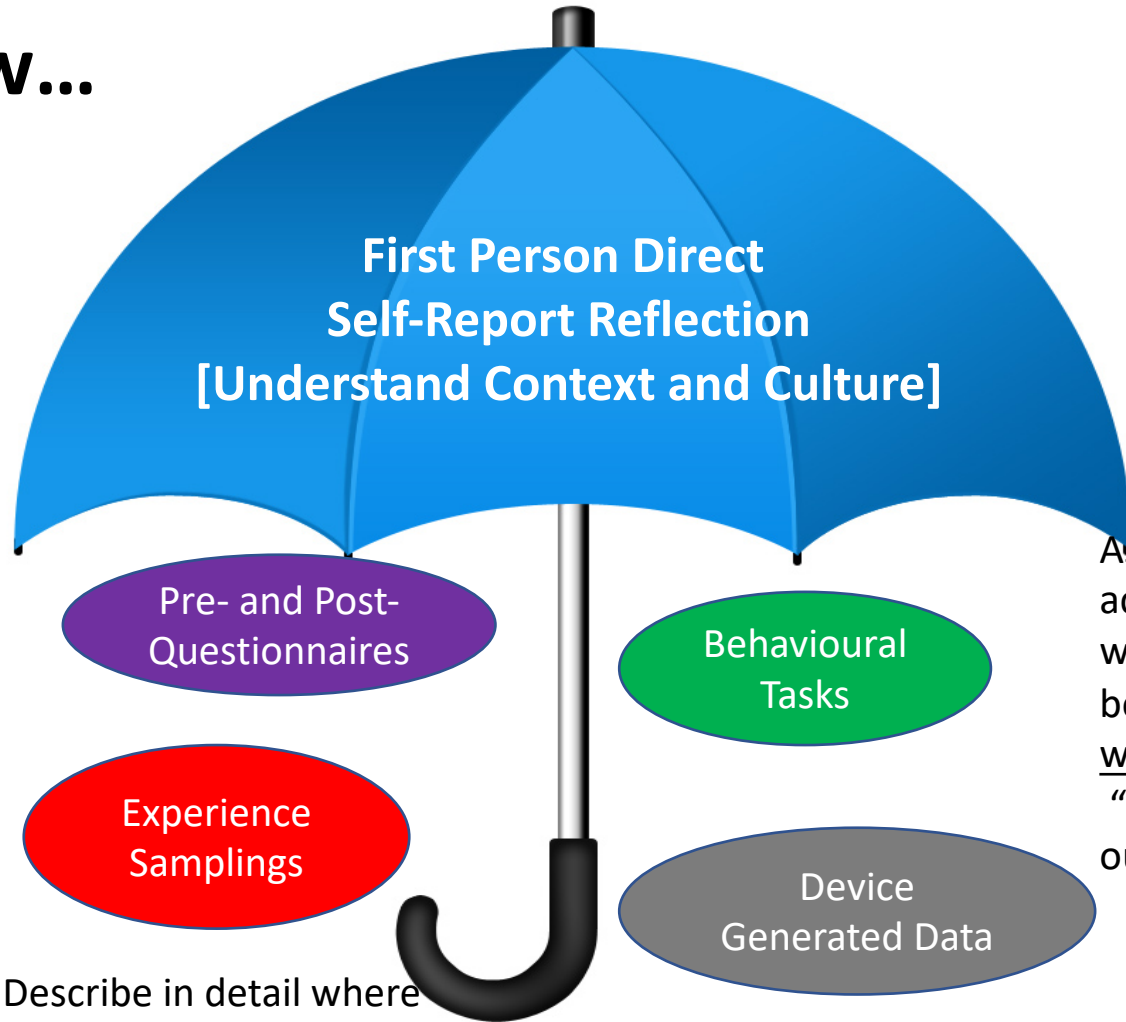 w...
First Person Direct
Self-Report Reflection
[Understand Context and Culture]
Pre- and Post-
Questionnaires
Behavioural
Tasks
Experience
Samplings
Device
Generated Data
Describe in detail where